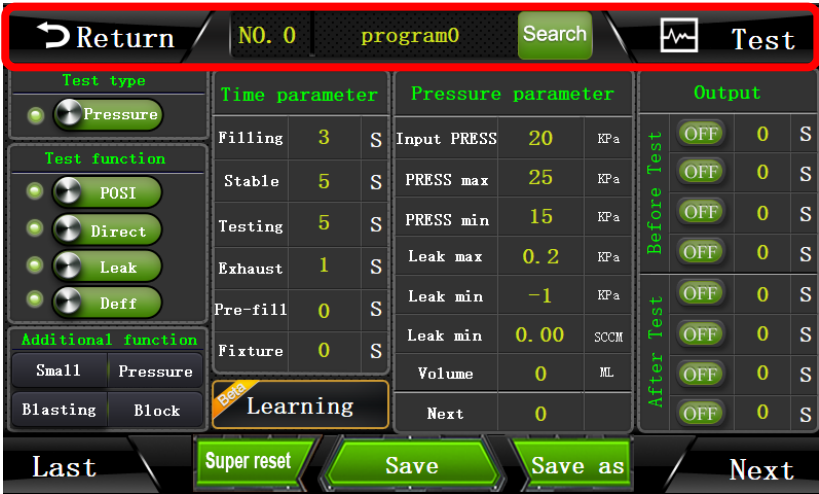 Return NO. 0 program0 Search Test
Test type
Pressure
Test function
POSI
Direct
Leak
Deff
Additional function
Small Pressure
Blasting Block
Time parameter
Filling 3 S
Stable 5 S
Testing 5 S
Exhaust 1 S
Pre-fill 0 S
Fixture 0 S
Beta
Learning
Pressure parameter
Input PRESS 20 KPa
PRESS max 25 KPa
PRESS min 15 KPa
Leak max 0.2 KPa
Leak min -1 KPa
Leak min 0.00 SCCM
Volume 0 ML
Next 0
Output
Before Test
OFF 0 S
OFF 0 S
OFF 0 S
OFF 0 S
After Test
OFF 0 S
OFF 0 S
OFF 0 S
OFF 0 S
Last Super reset Save Save as Next